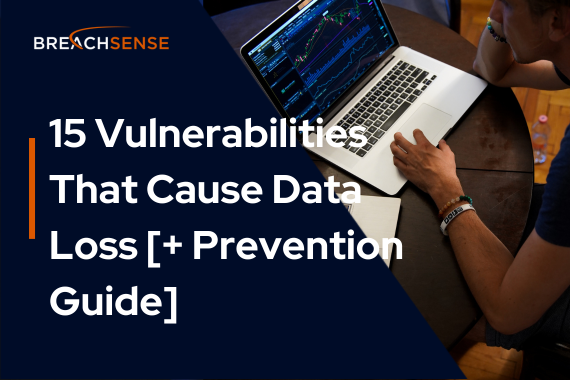 BREACHSENSE
15 Vulnerabilities
That Cause Data
Loss [+ Prevention
Guide]